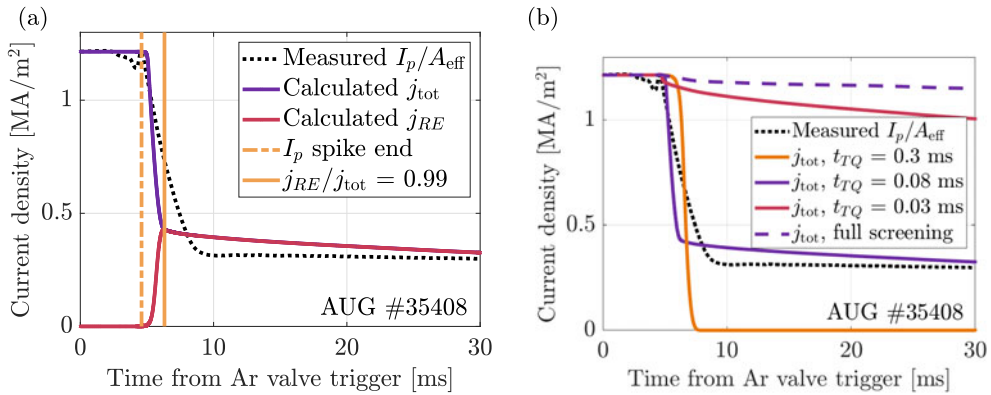 (a)
Current density [MA/m²]
1
0.5
0
0
10
20
30
Time from Ar valve trigger [ms]
Measured I_p/A_eff
Calculated j_tot
Calculated j_RE
I_p spike end
j_RE/j_tot = 0.99
AUG #35408
(b)
Current density [MA/m²]
1
0.5
0
0
10
20
30
Time from Ar valve trigger [ms]
Measured I_p/A_eff
j_tot, t_TQ = 0.3 ms
j_tot, t_TQ = 0.08 ms
j_tot, t_TQ = 0.03 ms
j_tot, full screening
AUG #35408